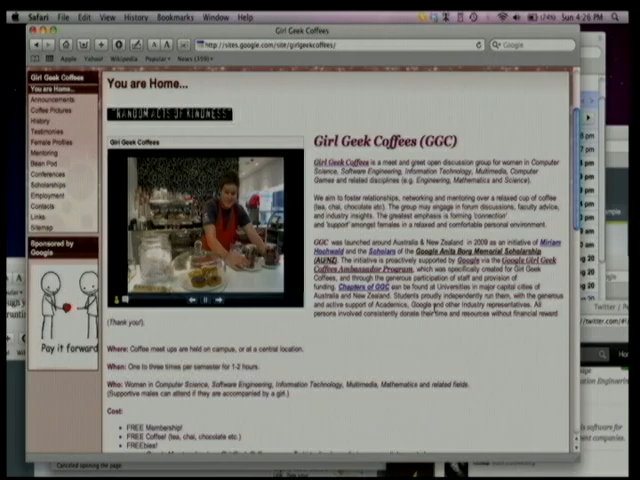 Safari File Edit View History Bookmarks Window Help
Sun 4:26 PM
Girl Geek Coffees
http://sites.google.com/site/girlgeekcoffees/
Google
Apple Yahoo! Wikipedia Popular News (359)
Girl Geek Coffees
You are Home...
Announcements
Coffee Pictures
History
Testimonies
Female Profiles
Mentoring
Bean Pod
Conferences
Scholarships
Employment
Contacts
Links
Sitemap
Sponsored by
Google
Pay it forward
You are Home...
"RANDOM ACTS OF KINDNESS"
Girl Geek Coffees
Girl Geek Coffees (GGC)
Girl Geek Coffees is a meet and greet open discussion group for women in Computer
Science, Software Engineering, Information Technology, Multimedia, Computer
Games and related disciplines (e.g. Engineering, Mathematics and Science).
We aim to foster relationships, networking and mentoring over a relaxed cup of coffee
(tea, chai, chocolate etc). The group may engage in forum discussions, faculty advice,
and industry insights. The greatest emphasis is forming 'connection'
and 'support' amongst females in a relaxed and comfortable personal environment.
GGC was launched around Australia & New Zealand in 2009 as an initiative of Miriam
Hochwald and the Scholars of the Google Anita Borg Memorial Scholarship
(AU/NZ). The initiative is proactively supported by Google via the Google Girl Geek
Coffees Ambassador Program, which was specifically created for Girl Geek
Coffees, and through the generous participation of staff and provision of
funding. Chapters of GGC can be found at Universities in major capital cities of
Australia and New Zealand. Students proactively independently run them, with the generous
and active support of Academics, Google and other Industry representatives. All
persons involved consistently donate their time and resources without financial reward
(Thank you!).
Where: Coffee meet ups are held on campus, or at a central location.
When: One to three times per semester for 1-2 hours.
Who: Women in Computer Science, Software Engineering, Information Technology, Multimedia, Mathematics and related fields.
(Supportive males can attend if they are accompanied by a girl.)
Cost:
FREE Membership!
FREE Coffee! (tea, chai, chocolate etc.)
FREEbies!
Canceled opening the page